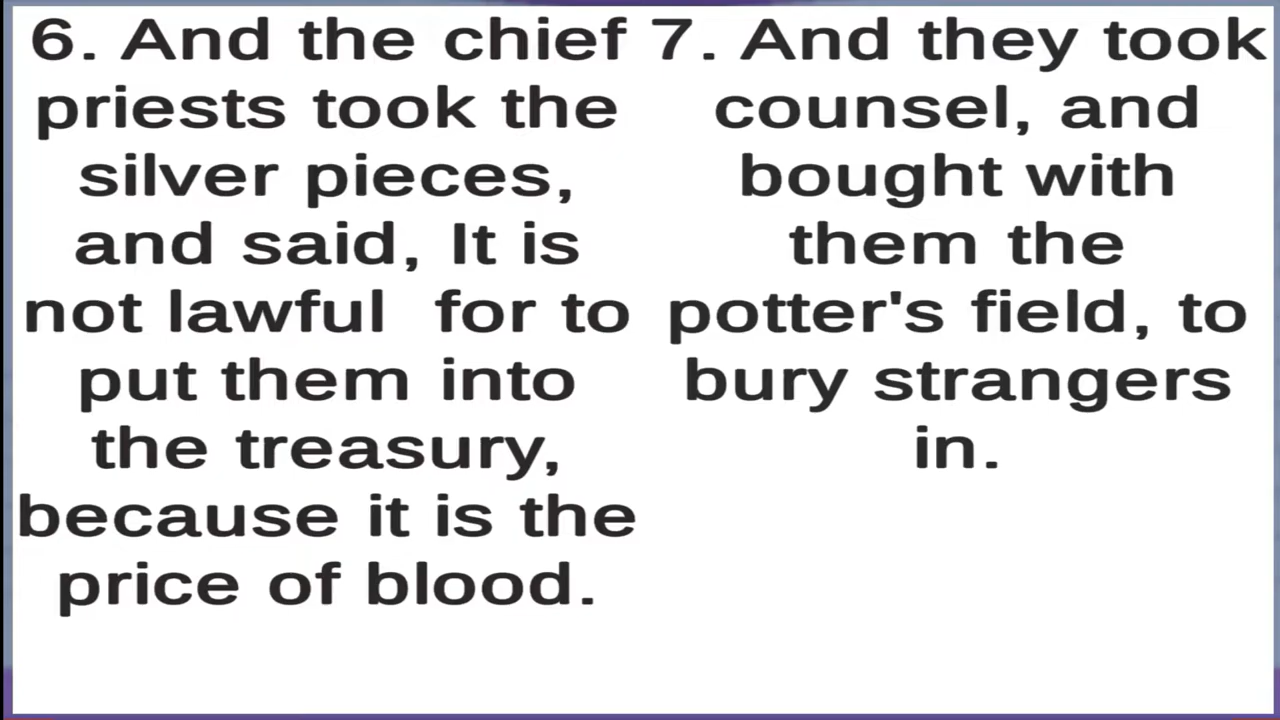 6. And the chief
priests took the
silver pieces,
and said, It is
not lawful  for to
put them into
the treasury,
because it is the
price of blood.
7. And they took
counsel, and
bought with
them the
potter's field, to
bury strangers
in.